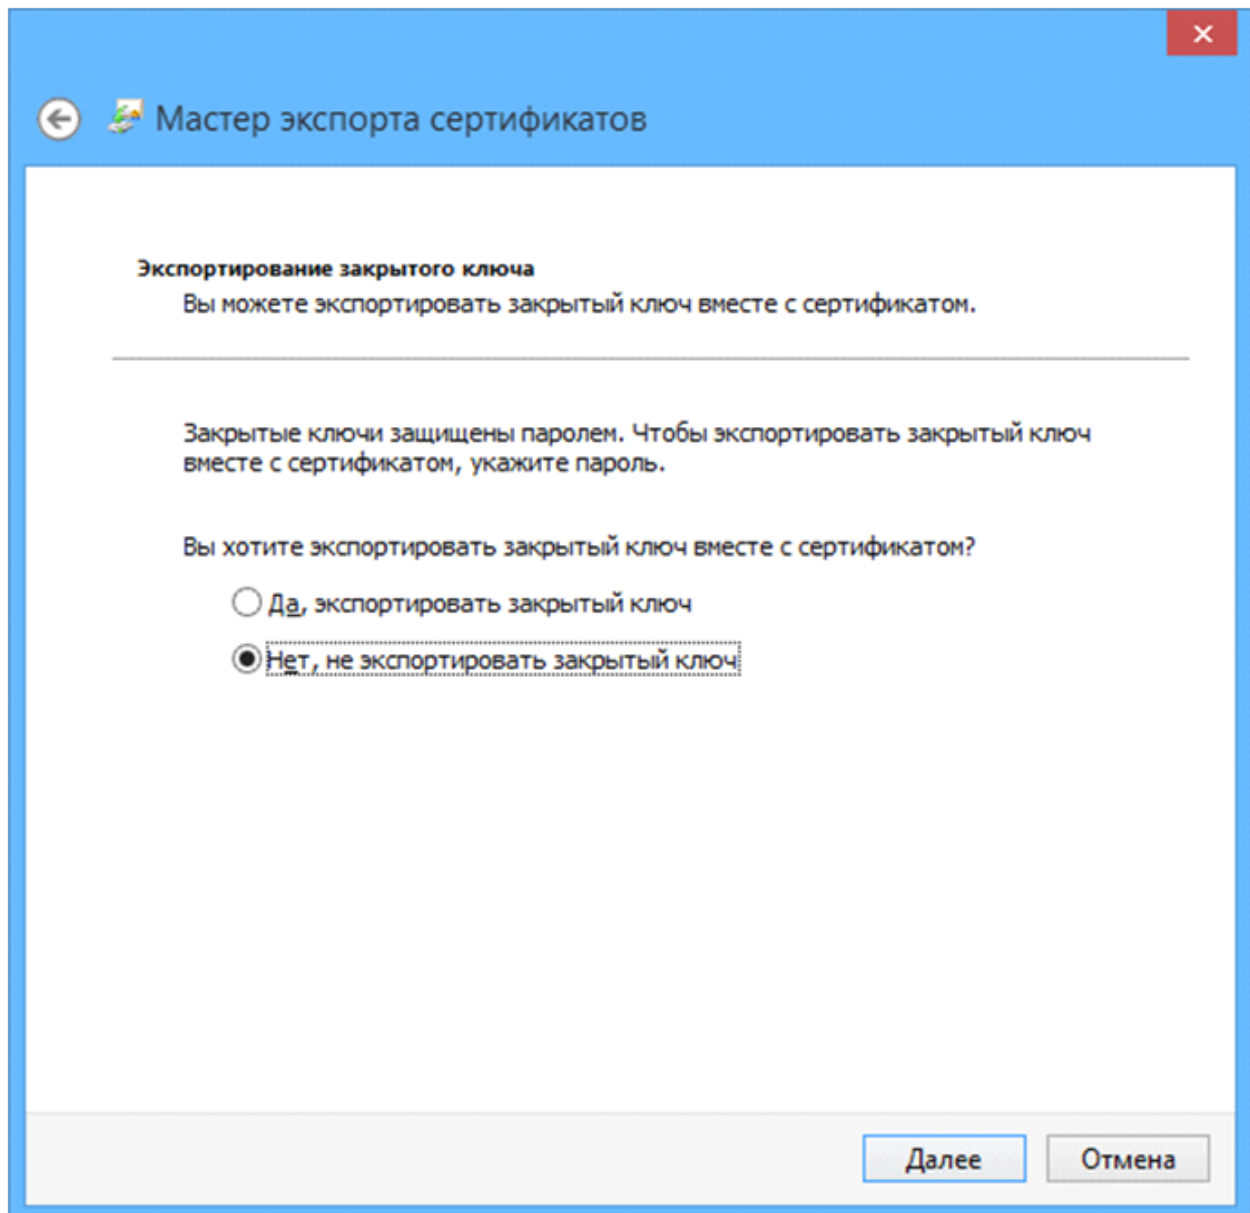 Мастер экспорта сертификатов
Экспортирование закрытого ключа
Вы можете экспортировать закрытый ключ вместе с сертификатом.
Закрытые ключи защищены паролем. Чтобы экспортировать закрытый ключ
вместе с сертификатом, укажите пароль.
Вы хотите экспортировать закрытый ключ вместе с сертификатом?
Да, экспортировать закрытый ключ
Нет, не экспортировать закрытый ключ
Далее
Отмена